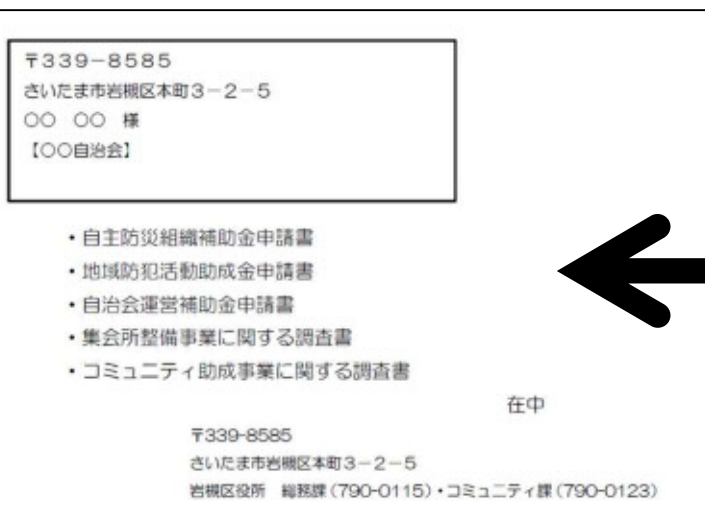 〒339-8585
さいたま市岩槻区本町3-2-5
〇〇 〇〇 様
【〇〇自治会】
・自主防災組織補助金申請書
・地域防犯活動助成金申請書
・自治会運営補助金申請書
・集会所整備事業に関する調査書
・コミュニティ助成事業に関する調査書
在中
〒339-8585
さいたま市岩槻区本町3-2-5
岩槻区役所 総務課(790-0115)・コミュニティ課(790-0123)